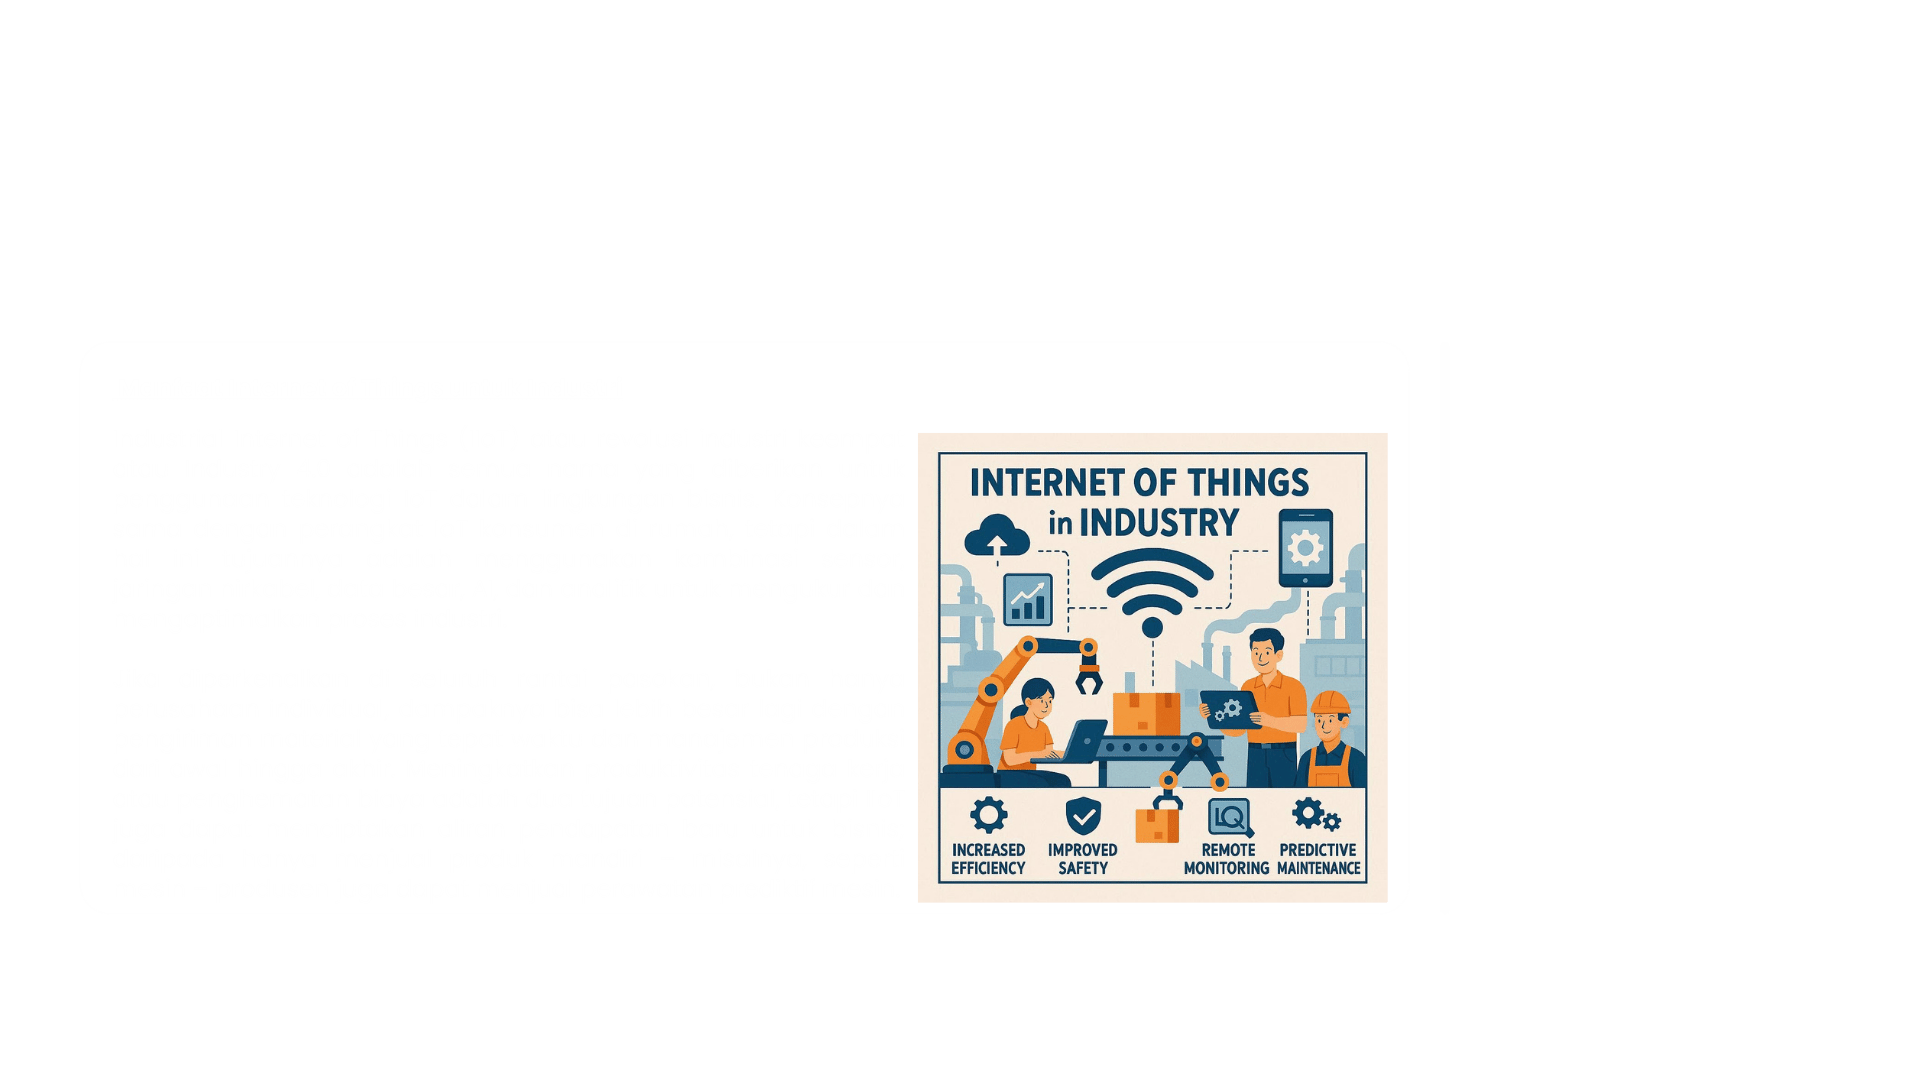 INTERNET OF THINGS
in INDUSTRY
INCREASED
EFFICIENCY
IMPROVED
SAFETY
REMOTE
MONITORING
PREDICTIVE
MAINTENANCE